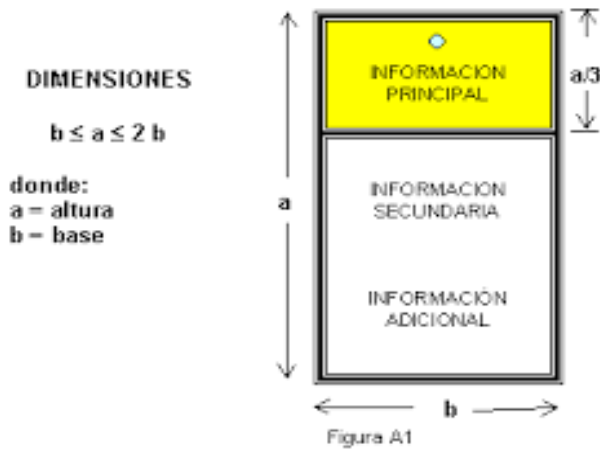 DIMENSIONES
b ≤ a ≤ 2 b
donde:
a = altura
b = base
a
INFORMACION
PRINCIPAL
a/3
INFORMACION
SECUNDARIA
INFORMACIÓN
ADICIONAL
b
Figura A1